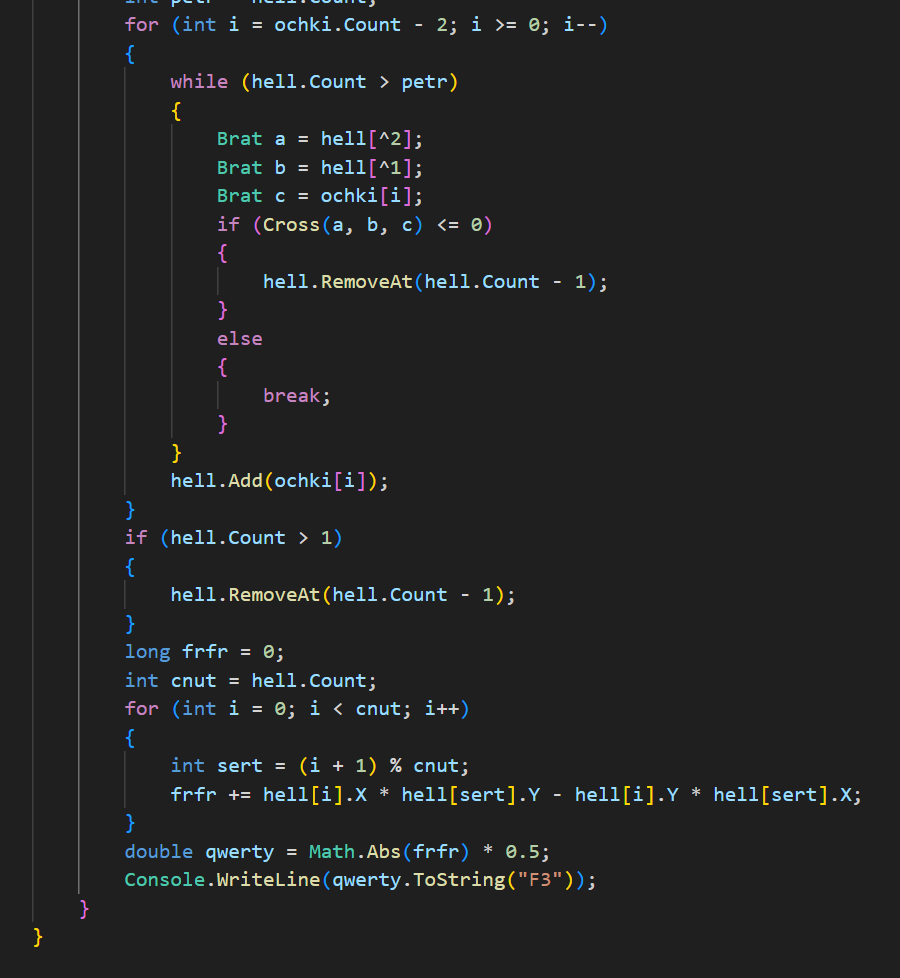 int petr = hell.Count;
for (int i = ochki.Count - 2; i >= 0; i--)
{
while (hell.Count > petr)
{
Brat a = hell[^2];
Brat b = hell[^1];
Brat c = ochki[i];
if (Cross(a, b, c) <= 0)
{
hell.RemoveAt(hell.Count - 1);
}
else
{
break;
}
}
hell.Add(ochki[i]);
}
if (hell.Count > 1)
{
hell.RemoveAt(hell.Count - 1);
}
long frfr = 0;
int cnut = hell.Count;
for (int i = 0; i < cnut; i++)
{
int sert = (i + 1) % cnut;
frfr += hell[i].X * hell[sert].Y - hell[i].Y * hell[sert].X;
}
double qwerty = Math.Abs(frfr) * 0.5;
Console.WriteLine(qwerty.ToString("F3"));
}
}